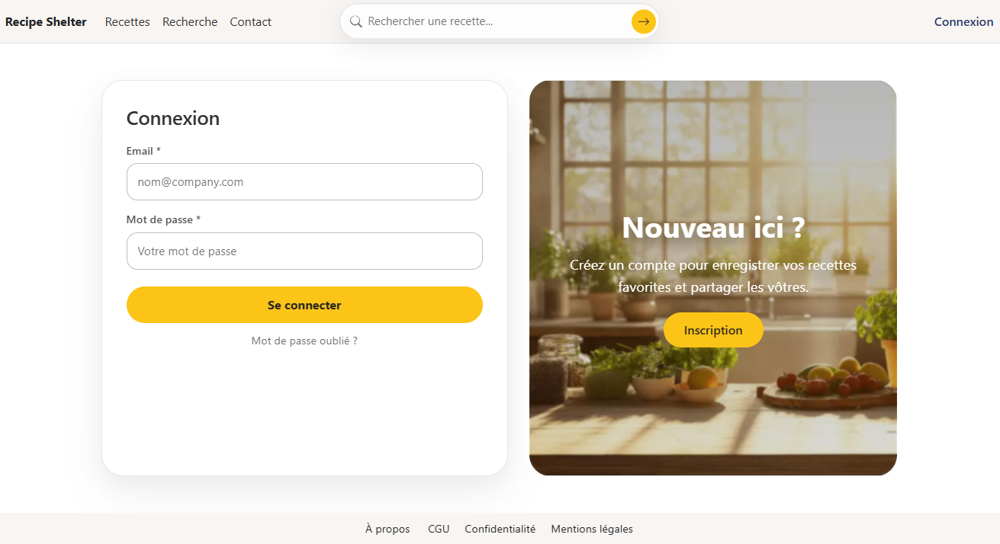 Recipe Shelter Recettes Recherche Contact Rechercher une recette... Connexion
Connexion
Email *
nom@company.com
Mot de passe *
Votre mot de passe
Se connecter
Mot de passe oublié ?
Nouveau ici ?
Créez un compte pour enregistrer vos recettes
favorites et partager les vôtres.
Inscription
À propos CGU Confidentialité Mentions légales